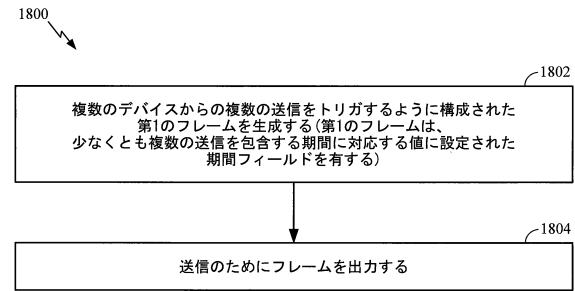 1800
1802
複数のデバイスからの複数の送信をトリガするように構成された
第1のフレームを生成する(第1のフレームは、
少なくとも複数の送信を包含する期間に対応する値に設定された
期間フィールドを有する)
1804
送信のためにフレームを出力する